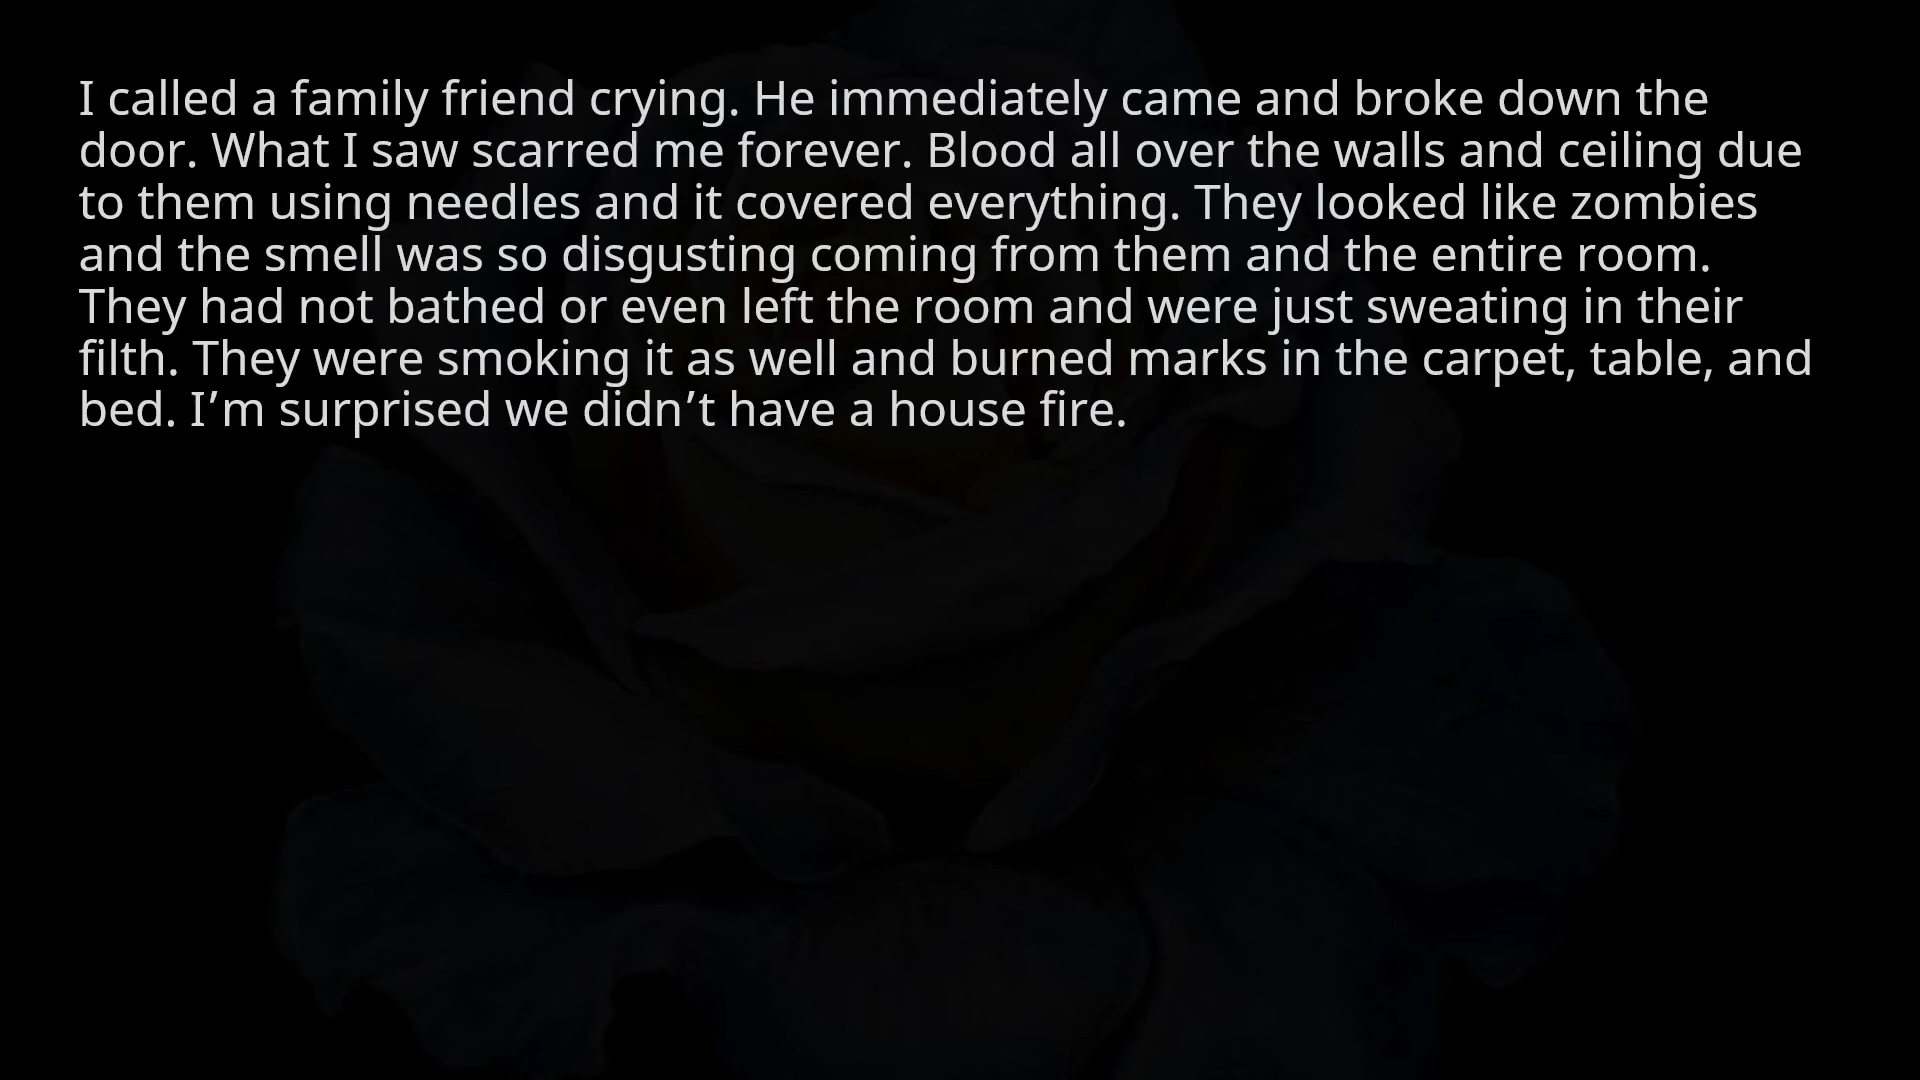 I called a family friend crying. He immediately came and broke down the
door. What I saw scarred me forever. Blood all over the walls and ceiling due
to them using needles and it covered everything. They looked like zombies
and the smell was so disgusting coming from them and the entire room.
They had not bathed or even left the room and were just sweating in their
filth. They were smoking it as well and burned marks in the carpet, table, and
bed. I’m surprised we didn’t have a house fire.